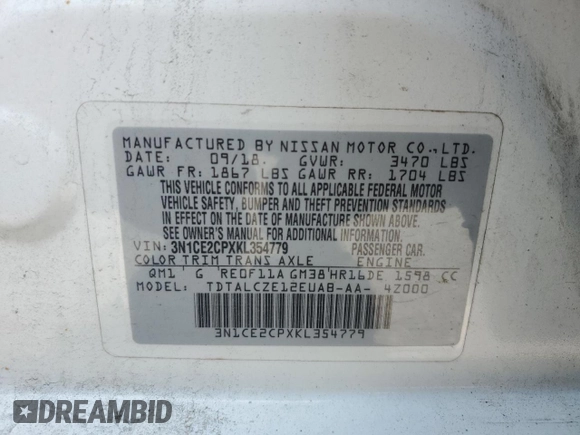 MANUFACTURED BY NISSAN MOTOR CO.,LTD.
DATE: 09/18. GVWR: 3470 LBS
GAWR FR: 1867 LBS GAWR RR: 1704 LBS
THIS VEHICLE CONFORMS TO ALL APPLICABLE FEDERAL MOTOR
VEHICLE SAFETY, BUMPER AND THEFT PREVENTION STANDARDS
IN EFFECT ON THE DATE OF MANUFACTURE SHOWN ABOVE.
SEE OWNER'S MANUAL FOR ADDITIONAL INFORMATION.
VIN: 3N1CE2CPXKL354779 PASSENGER CAR.
COLOR TRIM TRANS AXLE ENGINE
QM1 G RE0F11A GM38 HR16DE 1598 CC
MODEL: TDTALCZE12EUAB-AA- 4Z000
3N1CE2CPXKL354779
DREAMBID